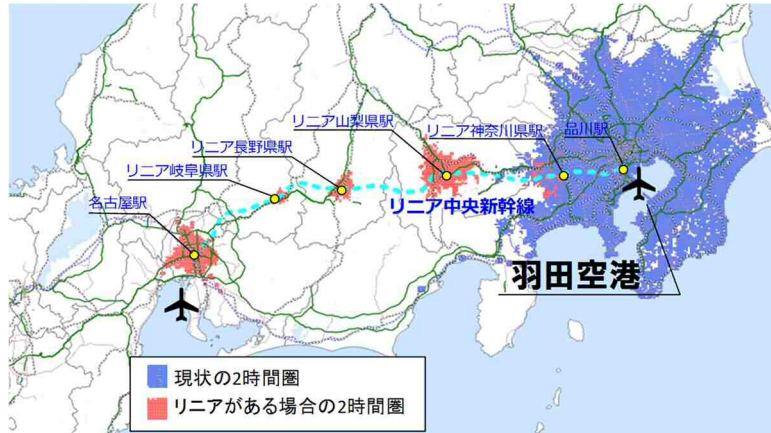 リニア山梨県駅
リニア神奈川県駅
品川駅
リニア長野県駅
リニア岐阜県駅
名古屋駅
リニア中央新幹線
羽田空港
現状の2時間圏
リニアがある場合の2時間圏